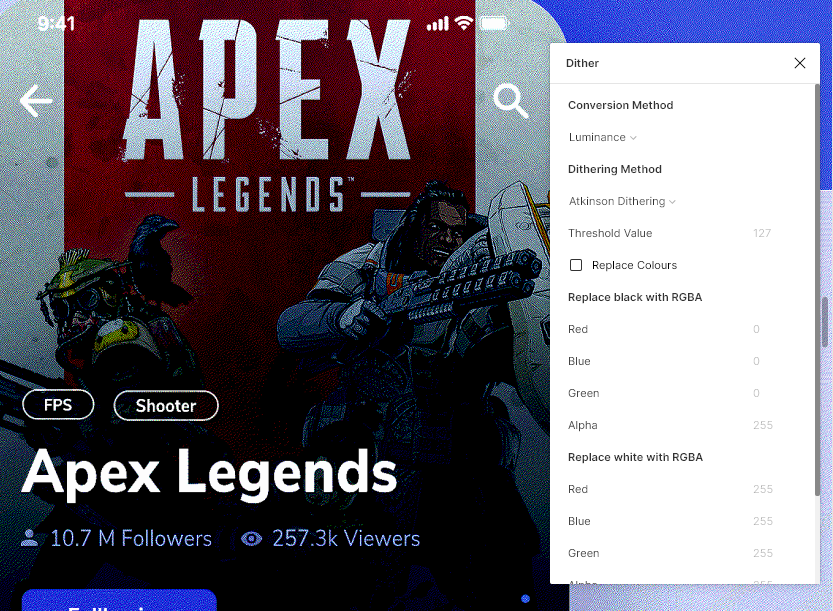 9:41
APEX
LEGENDS™
FPS
Shooter
Apex Legends
10.7 M Followers
257.3k Viewers
Dither
Conversion Method
Luminance
Dithering Method
Atkinson Dithering
Threshold Value 127
Replace Colours
Replace black with RGBA
Red 0
Blue 0
Green 0
Alpha 255
Replace white with RGBA
Red 255
Blue 255
Green 255
Alpha